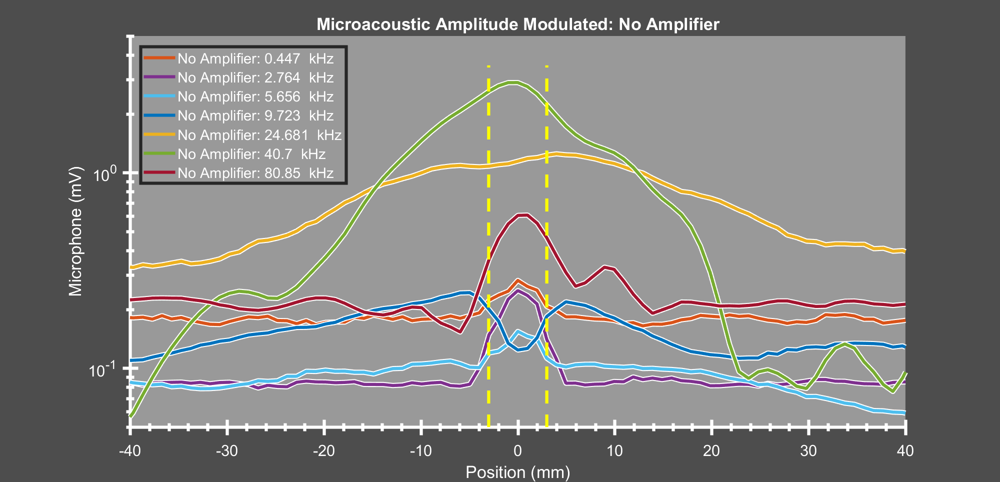 Microacoustic Amplitude Modulated: No Amplifier
No Amplifier: 0.447 kHz
No Amplifier: 2.764 kHz
No Amplifier: 5.656 kHz
No Amplifier: 9.723 kHz
No Amplifier: 24.681 kHz
No Amplifier: 40.7 kHz
No Amplifier: 80.85 kHz
Microphone (mV)
10^0
10^-1
-40 -30 -20 -10 0 10 20 30 40
Position (mm)